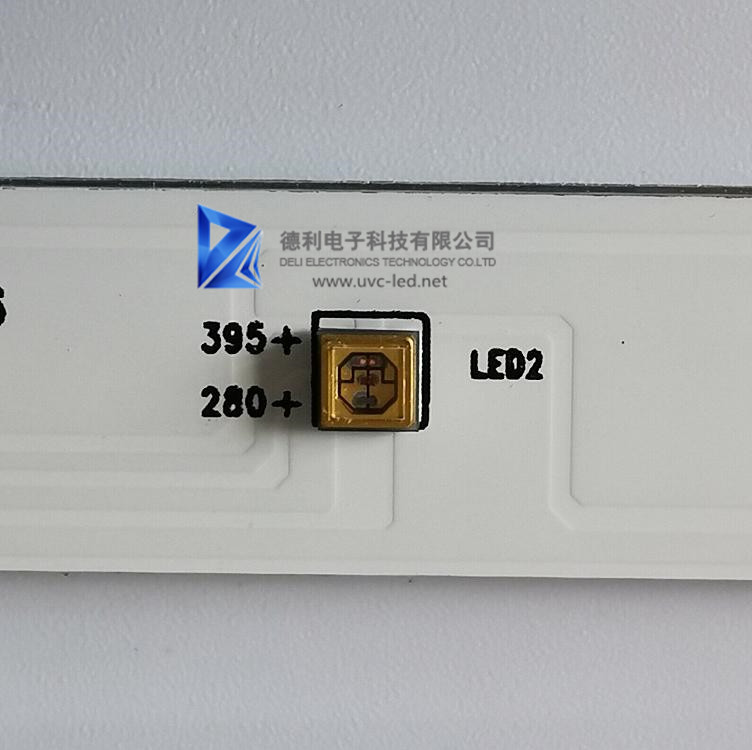 德利电子科技有限公司
DELI ELECTRONICS TECHNOLOGY CO.LTD
www.uvc-led.net
395+
280+
LED2